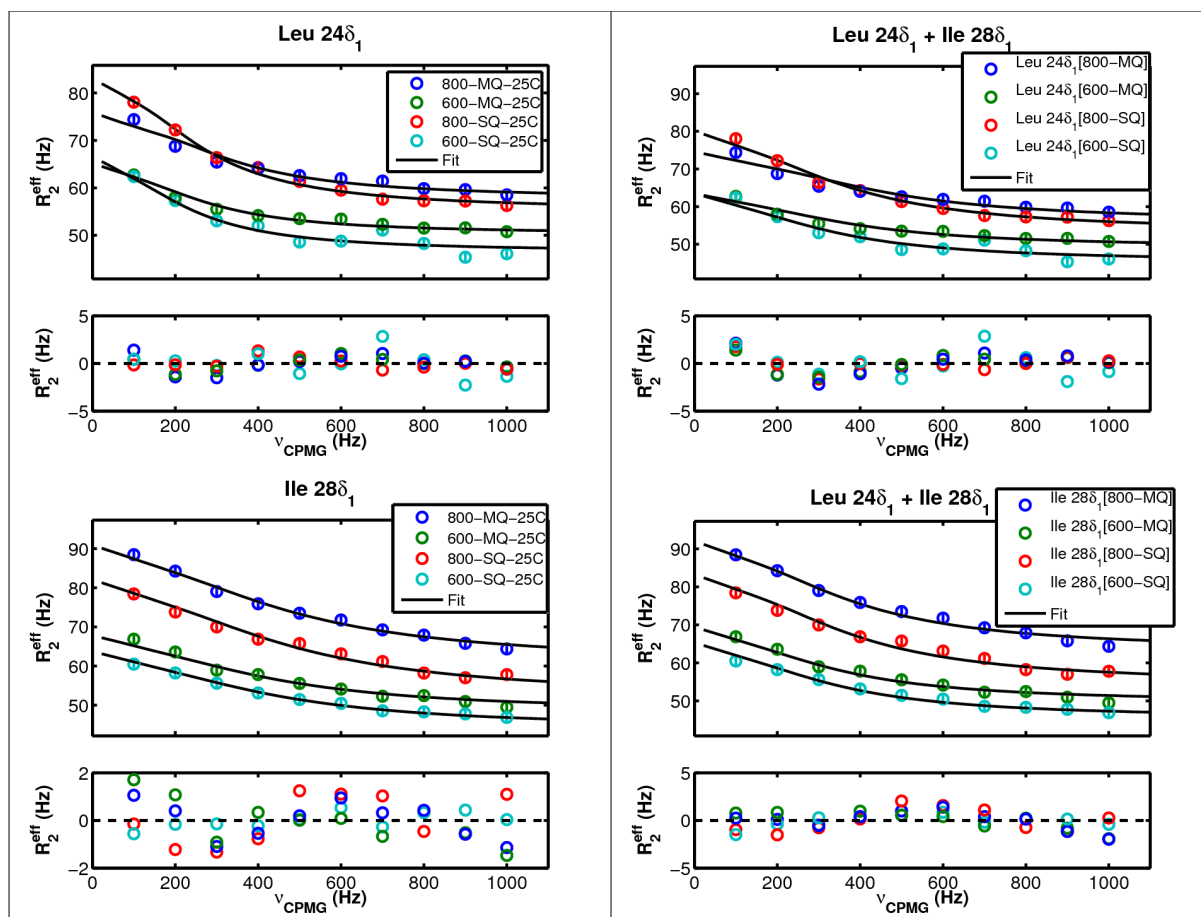 Leu 24δ1
R2eff (Hz)
80
70
60
50
800−MQ−25C
600−MQ−25C
800−SQ−25C
600−SQ−25C
Fit
R2eff (Hz)
5
0
−5
0 200 400 600 800 1000
νCPMG (Hz)
Leu 24δ1 + Ile 28δ1
R2eff (Hz)
90
80
70
60
50
Leu 24δ1[800−MQ]
Leu 24δ1[600−MQ]
Leu 24δ1[800−SQ]
Leu 24δ1[600−SQ]
Fit
R2eff (Hz)
5
0
−5
0 200 400 600 800 1000
νCPMG (Hz)
Ile 28δ1
R2eff (Hz)
90
80
70
60
50
800−MQ−25C
600−MQ−25C
800−SQ−25C
600−SQ−25C
Fit
R2eff (Hz)
2
0
−2
0 200 400 600 800 1000
νCPMG (Hz)
Leu 24δ1 + Ile 28δ1
R2eff (Hz)
90
80
70
60
50
Ile 28δ1[800−MQ]
Ile 28δ1[600−MQ]
Ile 28δ1[800−SQ]
Ile 28δ1[600−SQ]
Fit
R2eff (Hz)
5
0
−5
0 200 400 600 800 1000
νCPMG (Hz)